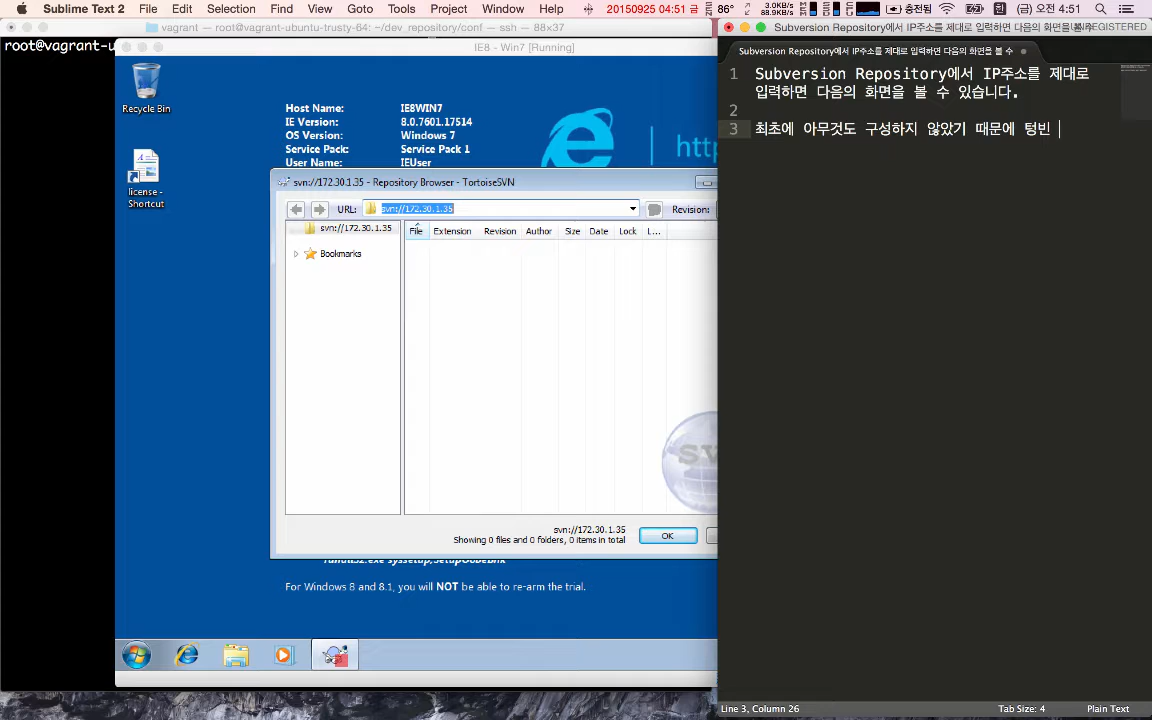 Sublime Text 2 File Edit Selection Find View Goto Tools Project Window Help 20150925 04:51 금 86° 3.0KB/s 88.9KB/s 충전됨 (금) 오전 4:51
vagrant — root@vagrant-ubuntu-trusty-64: ~/dev_repository/conf — ssh — 88×37
Subversion Repository에서 IP주소를 제대로 입력하면 다음의 화면을 볼
root@vagrant-u
IE8 - Win7 [Running]
Subversion Repository에서 IP주소를 제대로 입력하면 다음의 화면을 볼 수
1 Subversion Repository에서 IP주소를 제대로
입력하면 다음의 화면을 볼 수 있습니다.
2
3 최초에 아무것도 구성하지 않았기 때문에 텅빈
Recycle Bin
license - 
Shortcut
Host Name: IE8WIN7
IE Version: 8.0.7601.17514
OS Version: Windows 7
Service Pack: Service Pack 1
User Name: IEUser
http
svn://172.30.1.35 - Repository Browser - TortoiseSVN
URL: svn://172.30.1.35 Revision:
svn://172.30.1.35
Bookmarks
File Extension Revision Author Size Date Lock L...
svn://172.30.1.35
Showing 0 files and 0 folders, 0 items in total
OK
For Windows 8 and 8.1, you will NOT be able to re-arm the trial.
Line 3, Column 26 Tab Size: 4 Plain Text